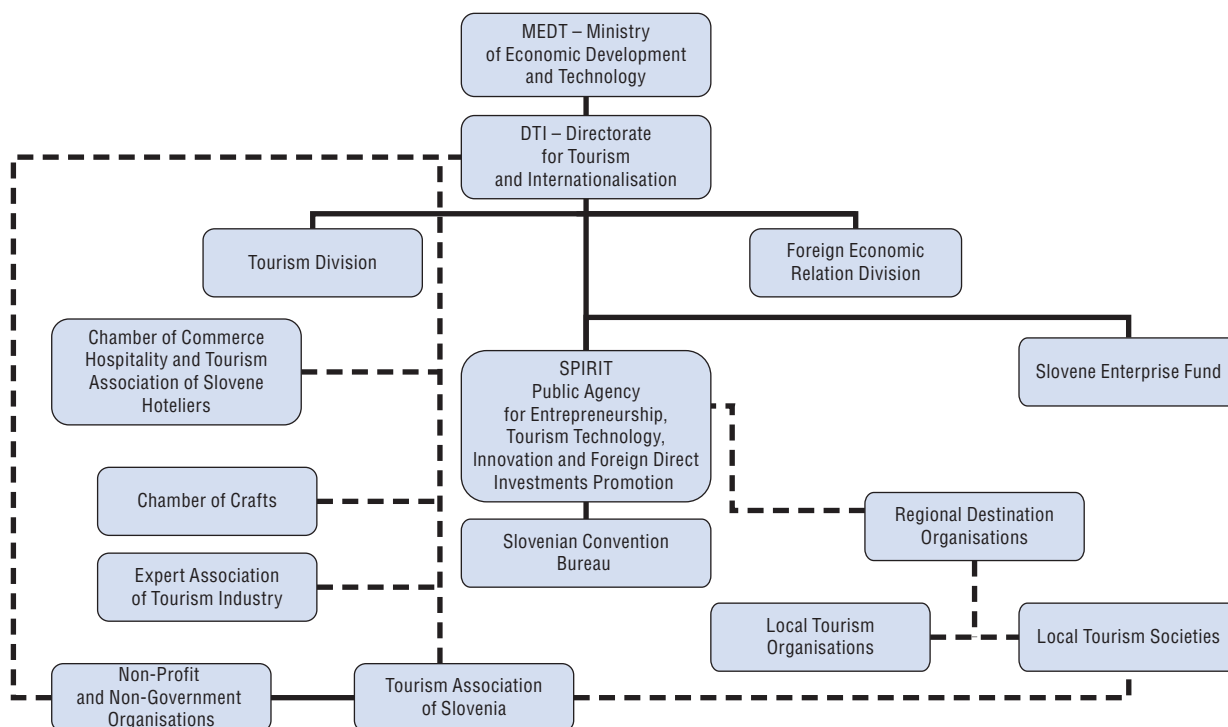 MEDT – Ministry
of Economic Development
and Technology
DTI – Directorate
for Tourism
and Internationalisation
Tourism Division
Foreign Economic
Relation Division
Chamber of Commerce
Hospitality and Tourism
Association of Slovene
Hoteliers
SPIRIT
Public Agency
for Entrepreneurship,
Tourism Technology,
Innovation and Foreign Direct
Investments Promotion
Slovene Enterprise Fund
Chamber of Crafts
Regional Destination
Organisations
Slovenian Convention
Bureau
Expert Association
of Tourism Industry
Local Tourism
Organisations
Local Tourism Societies
Non-Profit
and Non-Government
Organisations
Tourism Association
of Slovenia